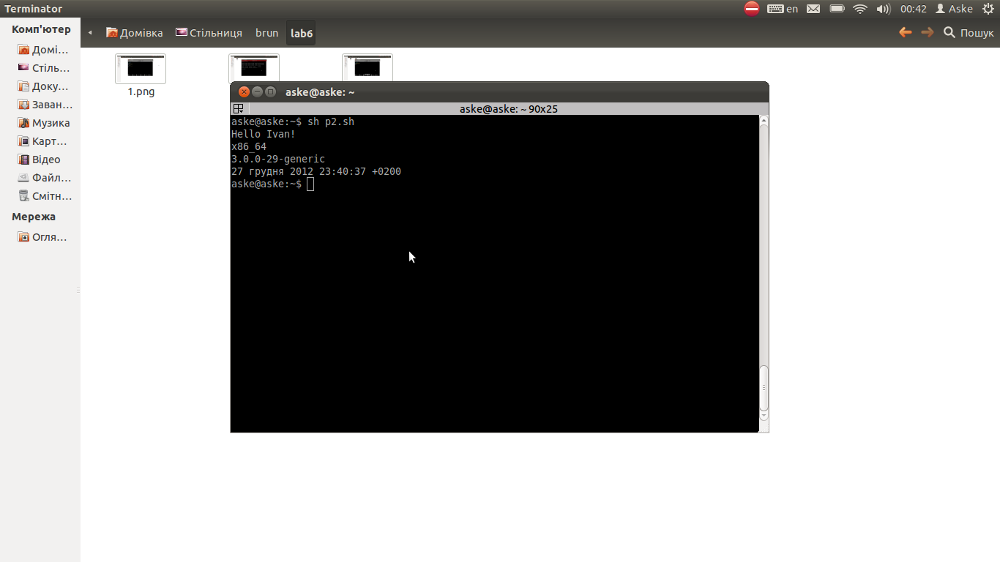 Terminator
en
00:42
Aske
Комп'ютер
Домі...
Стіль...
Доку...
Заван...
Музика
Карт...
Відео
Файл...
Смітн...
Мережа
Огля...
Домівка
Стільниця
brun
lab6
Пошук
1.png
aske@aske: ~
aske@aske: ~ 90x25
aske@aske:~$ sh p2.sh
Hello Ivan!
x86_64
3.0.0-29-generic
27 грудня 2012 23:40:37 +0200
aske@aske:~$